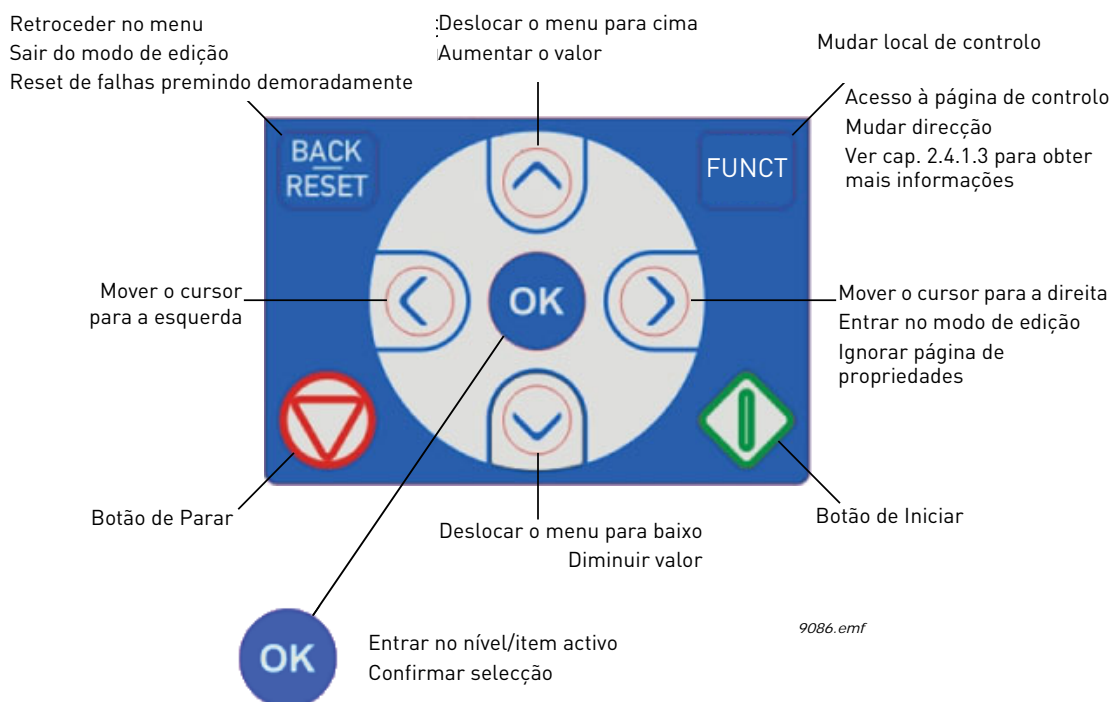 Retroceder no menu
Sair do modo de edição
Reset de falhas premindo demoradamente
Deslocar o menu para cima
Aumentar o valor
Mudar local de controlo
Acesso à página de controlo
Mudar direcção
Ver cap. 2.4.1.3 para obter
mais informações
BACK
RESET
FUNCT
Mover o cursor
para a esquerda
OK
Mover o cursor para a direita
Entrar no modo de edição
Ignorar página de
propriedades
Botão de Parar
Deslocar o menu para baixo
Diminuir valor
Botão de Iniciar
OK
Entrar no nível/item activo
Confirmar selecção
9086.emf